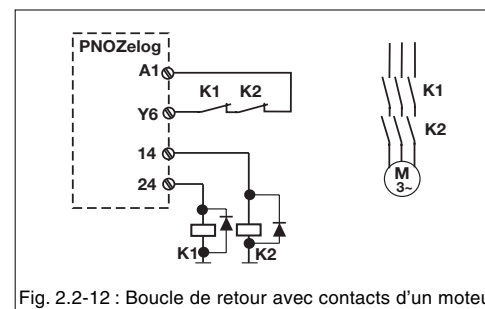 PNOZelog
A1
K1 K2
Y6
14
24
K1
K2
K1
K2
M
3~
Fig. 2.2-12 : Boucle de retour avec contacts d'un moteu